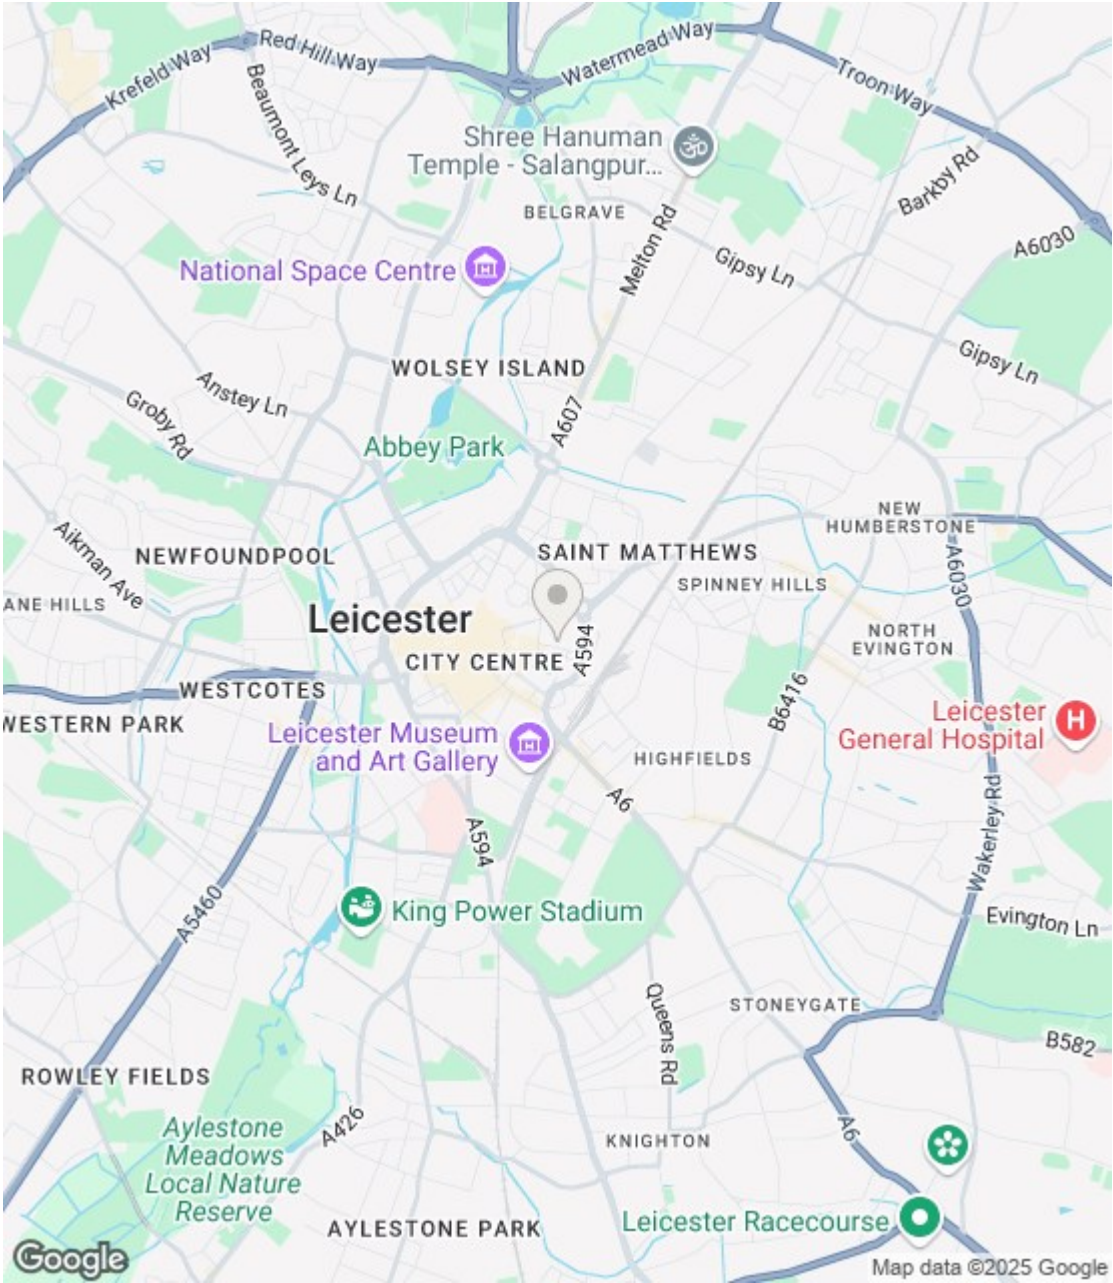 Red Hill Way
Watermead Way
Krefeld Way
Troon Way
Beaumont Leys Ln
Shree Hanuman
Temple - Salangpur...
Barkby Rd
BELGRAVE
Melton Rd
A6030
Gipsy Ln
National Space Centre
WOLSEY ISLAND
Gipsy Ln
Anstey Ln
Groby Rd
A607
Abbey Park
NEW
HUMBERSTONE
Aikman Ave
NEWFOUNDPOOL
SAINT MATTHEWS
A6030
SPINNEY HILLS
ANE HILLS
Leicester
NORTH
EVINGTON
CITY CENTRE
A594
WESTCOTES
B6416
WESTERN PARK
Leicester Museum
and Art Gallery
Leicester
General Hospital
H
HIGHFIELDS
A6
A594
Wakerley Rd
A5460
King Power Stadium
Evington Ln
Queens Rd
STONEYGATE
B582
ROWLEY FIELDS
A426
Aylestone
Meadows
Local Nature
Reserve
KNIGHTON
A6
AYLESTONE PARK
Leicester Racecourse
Google
Map data ©2025 Google